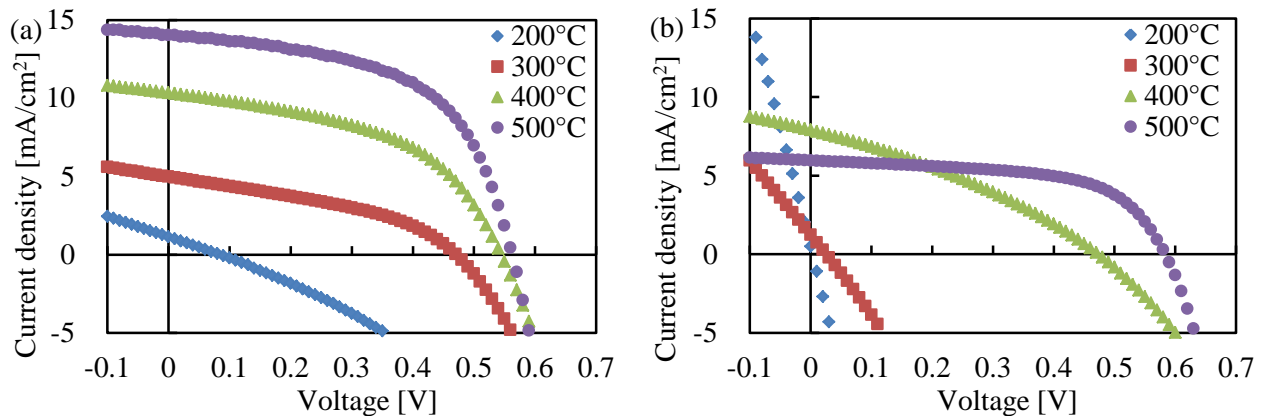 (a)
Current density [mA/cm²]
15
10
5
0
-5
200°C
300°C
400°C
500°C
-0.1 0 0.1 0.2 0.3 0.4 0.5 0.6 0.7
Voltage [V]
(b)
Current density [mA/cm²]
15
10
5
0
-5
200°C
300°C
400°C
500°C
-0.1 0 0.1 0.2 0.3 0.4 0.5 0.6 0.7
Voltage [V]